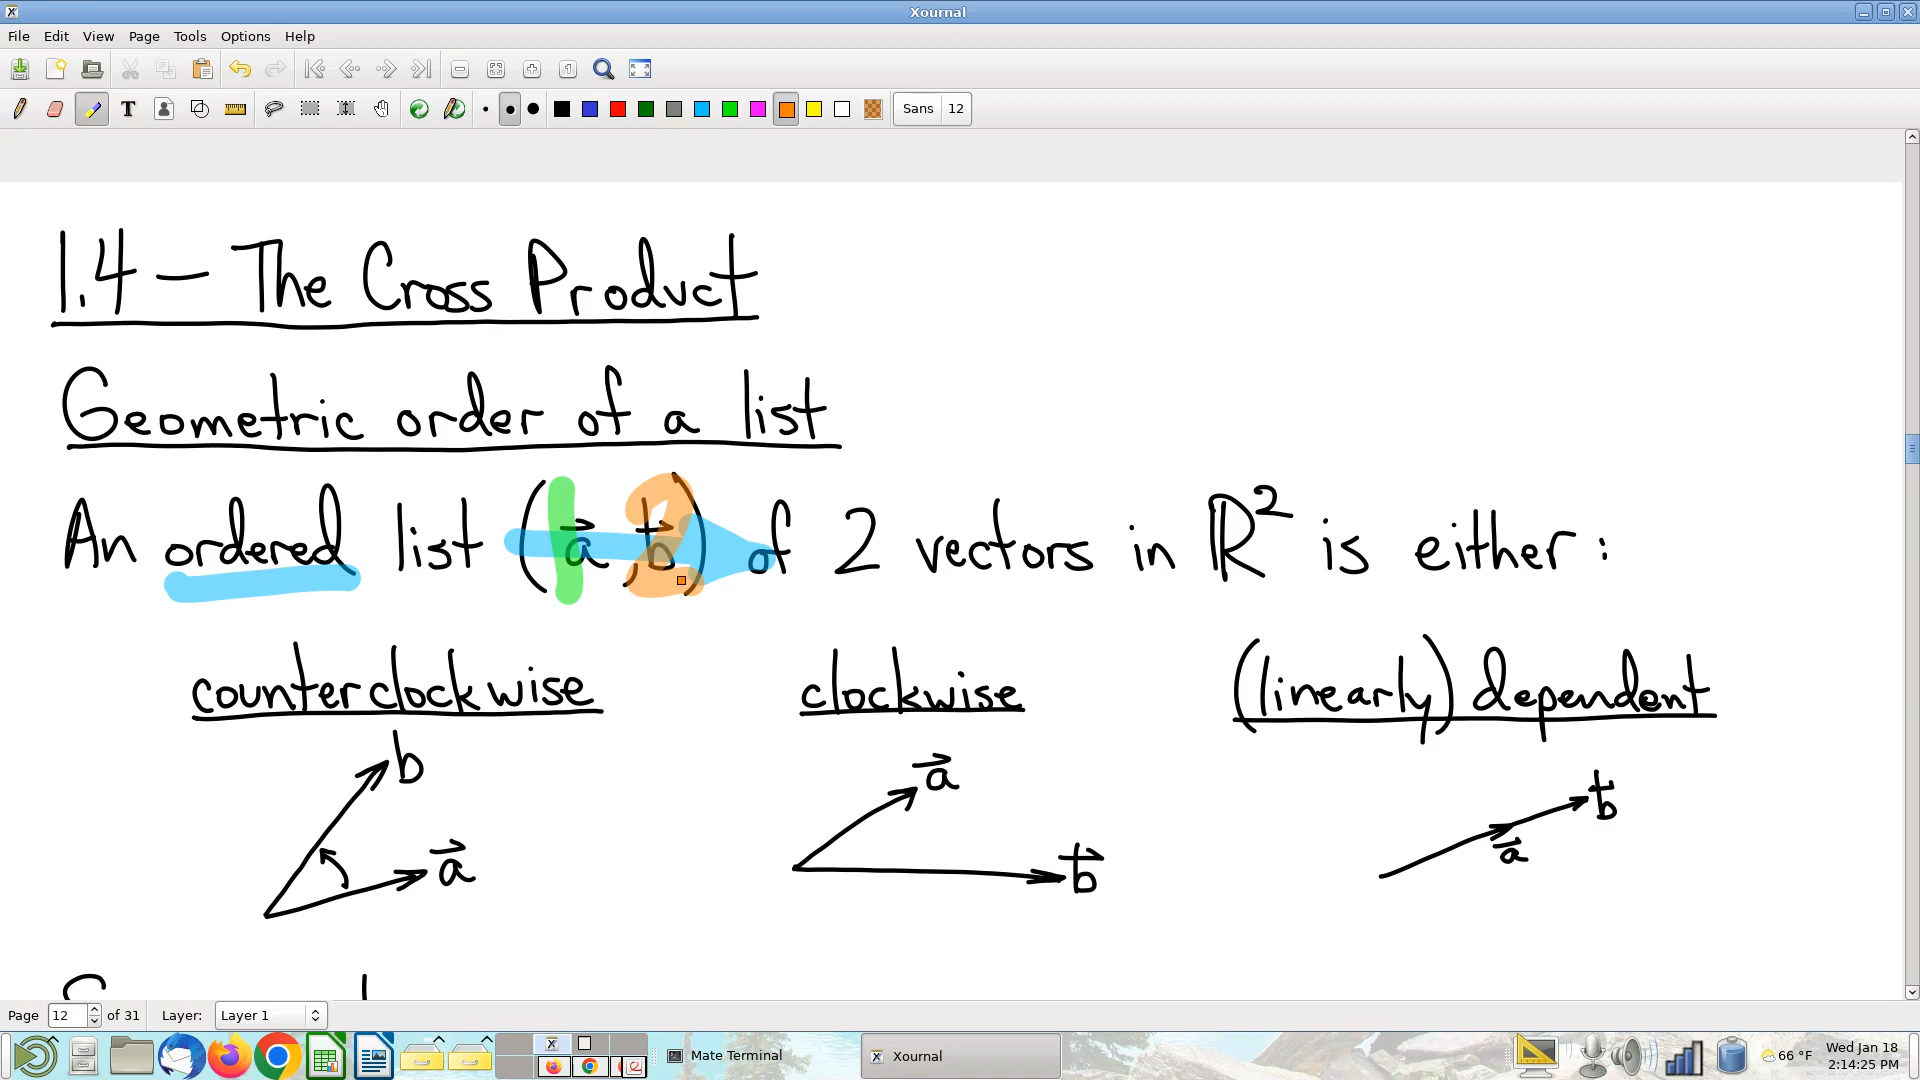 Xournal
File Edit View Page Tools Options Help
Sans 12
1.4 — The Cross Product
Geometric order of a list
An ordered list (a⃗, b⃗) of 2 vectors in ℝ² is either:
1 2
counterclockwise clockwise (linearly) dependent
b a⃗ b⃗
a⃗ b⃗ a⃗
Page 12 of 31 Layer: Layer 1
Mate Terminal Xournal 66 °F Wed Jan 18
2:14:25 PM